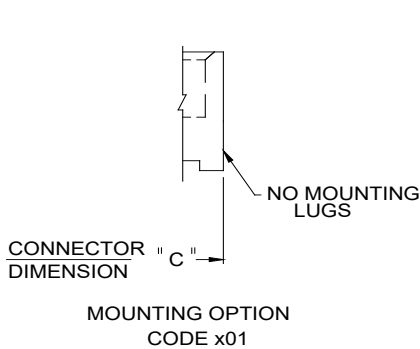 NO MOUNTING
LUGS
CONNECTOR "C"
DIMENSION
MOUNTING OPTION
CODE x01